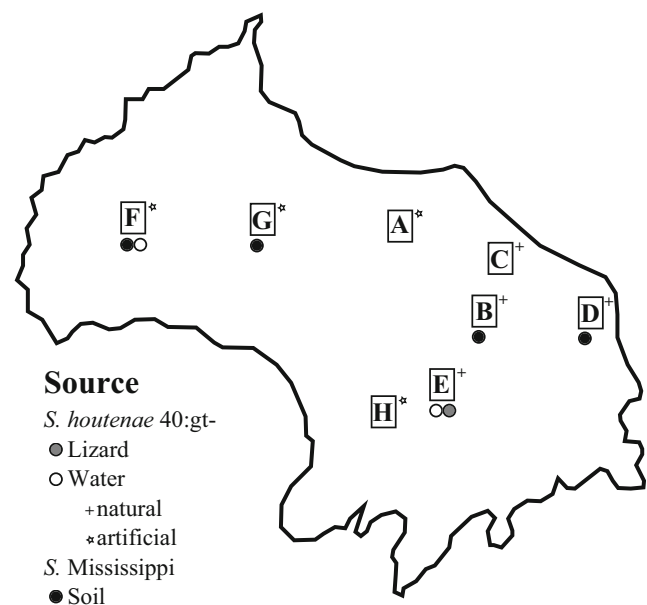 F
G
A
C
B
D
E
H
Source
S. houtenae 40:gt-
Lizard
Water
+natural
artificial
S. Mississippi
Soil